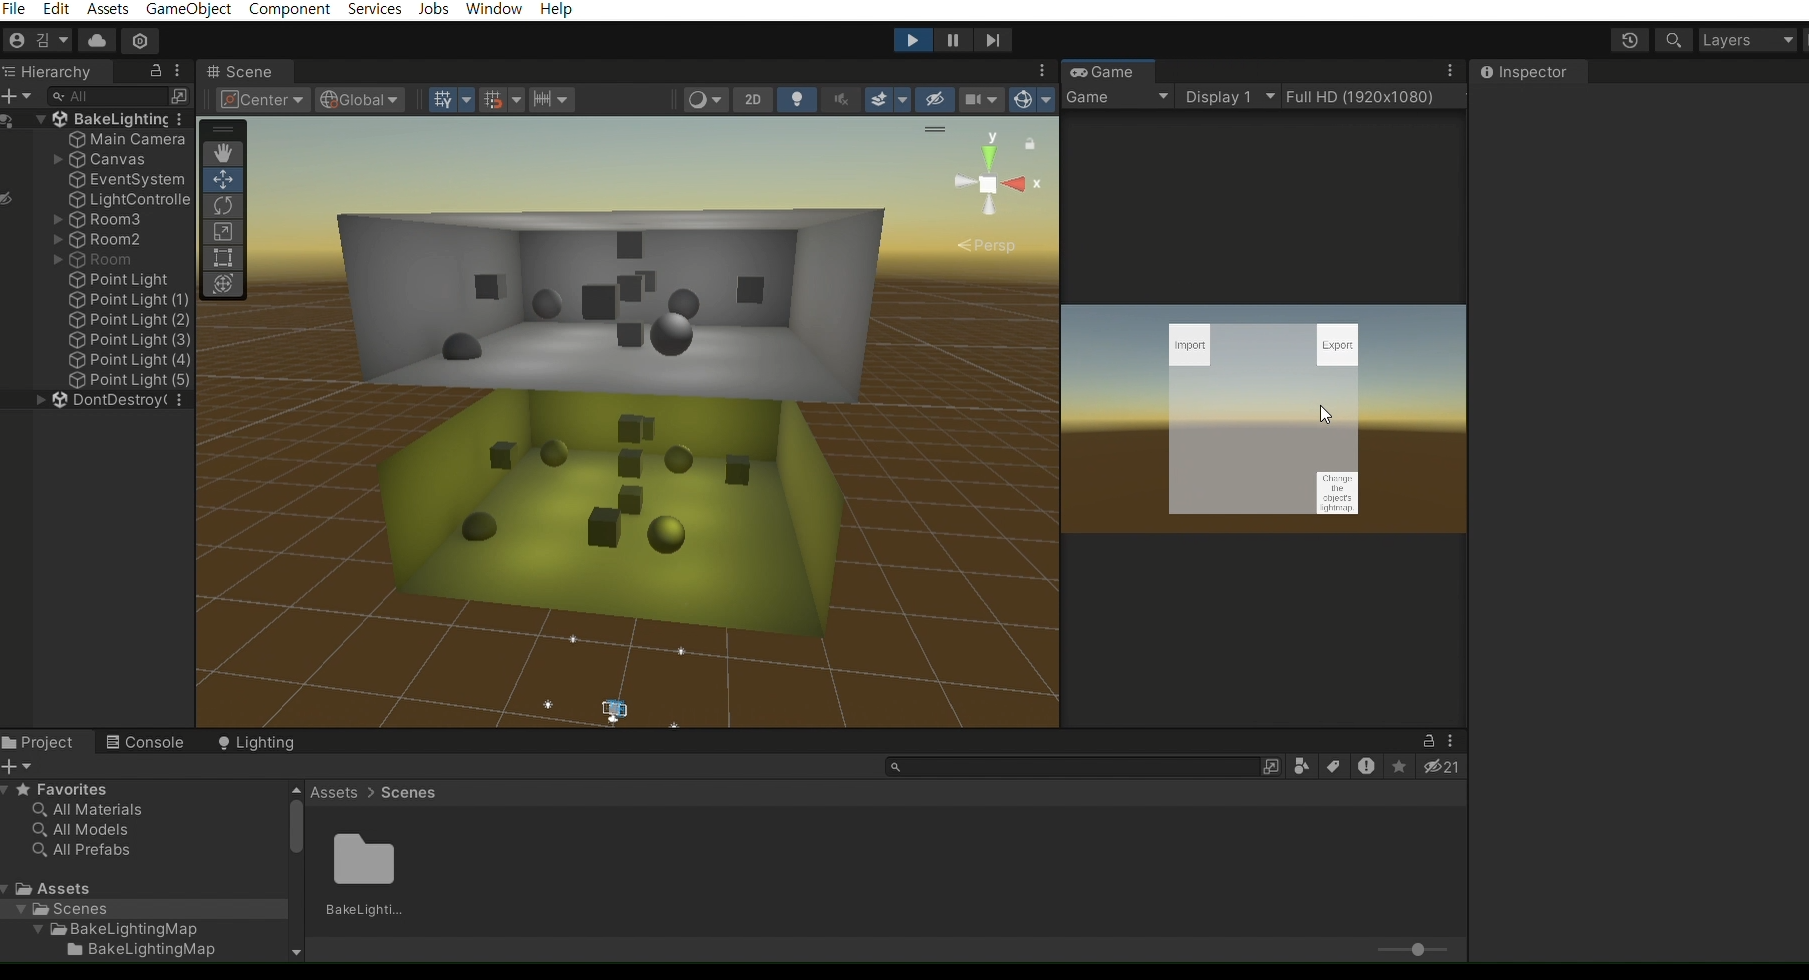 File Edit Assets GameObject Component Services Jobs Window Help
김
Layers
Hierarchy
Scene
Game
Inspector
All
Center
Global
2D
Game
Display 1
Full HD (1920x1080)
BakeLighting
Main Camera
Canvas
EventSystem
LightControlle
Room3
Room2
Room
Point Light
Point Light (1)
Point Light (2)
Point Light (3)
Point Light (4)
Point Light (5)
DontDestroy(
y
x
Persp
Import
Export
Change
the
object's
lightmap.
Project
Console
Lighting
21
Favorites
All Materials
All Models
All Prefabs
Assets
Scenes
BakeLightingMap
BakeLightingMap
Assets > Scenes
BakeLighti...